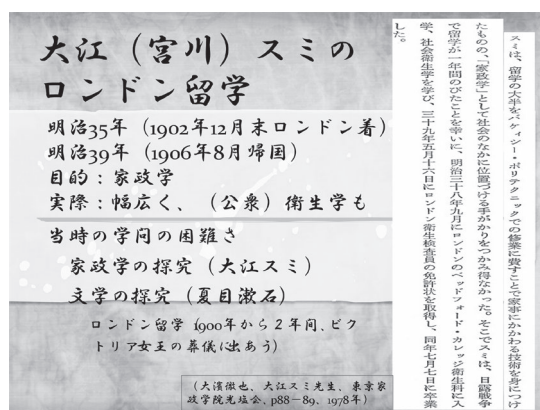 大江（宮川）スミの
ロンドン留学
明治35年（1902年12月末ロンドン着）
明治39年（1906年8月帰国）
目的：家政学
実際：幅広く、（公衆）衛生学も
当時の学問の困難さ
家政学の探究（大江スミ）
文学の探究（夏目漱石）
ロンドン留学 1900年から２年間、ビク
トリア女王の葬儀に出あう）
（大濱徹也、大江スミ先生、東京家
政学院光塩会、p88－89、1978年）
スミは、留学の大半をバタィシー・ポリテクニックでの修業に費すことで家事にかかわる技術を身につけ
たものの、「家政学」として社会のなかに位置づける手がかりをつかみ得なかった。そこでスミは、日露戦争
で留学が一年間のびたことを幸いに、明治三十八年九月にロンドンのベッドフォード・カレッジ衛生科に入
学、社会衛生学を学び、三十九年五月十六日にロンドン衛生検査員の免許状を取得し、同年七月七日に卒業
した。